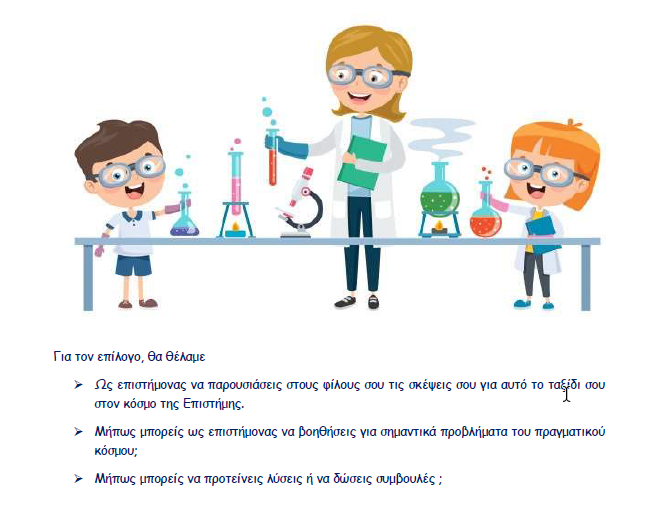 Για τον επίλογο, θα θέλαμε
➢ Ως επιστήμονας να παρουσιάσεις στους φίλους σου τις σκέψεις σου για αυτό το ταξίδι σου
στον κόσμο της Επιστήμης.
➢ Μήπως μπορείς ως επιστήμονας να βοηθήσεις για σημαντικά προβλήματα του πραγματικού
κόσμου;
➢ Μήπως μπορείς να προτείνεις λύσεις ή να δώσεις συμβουλές ;